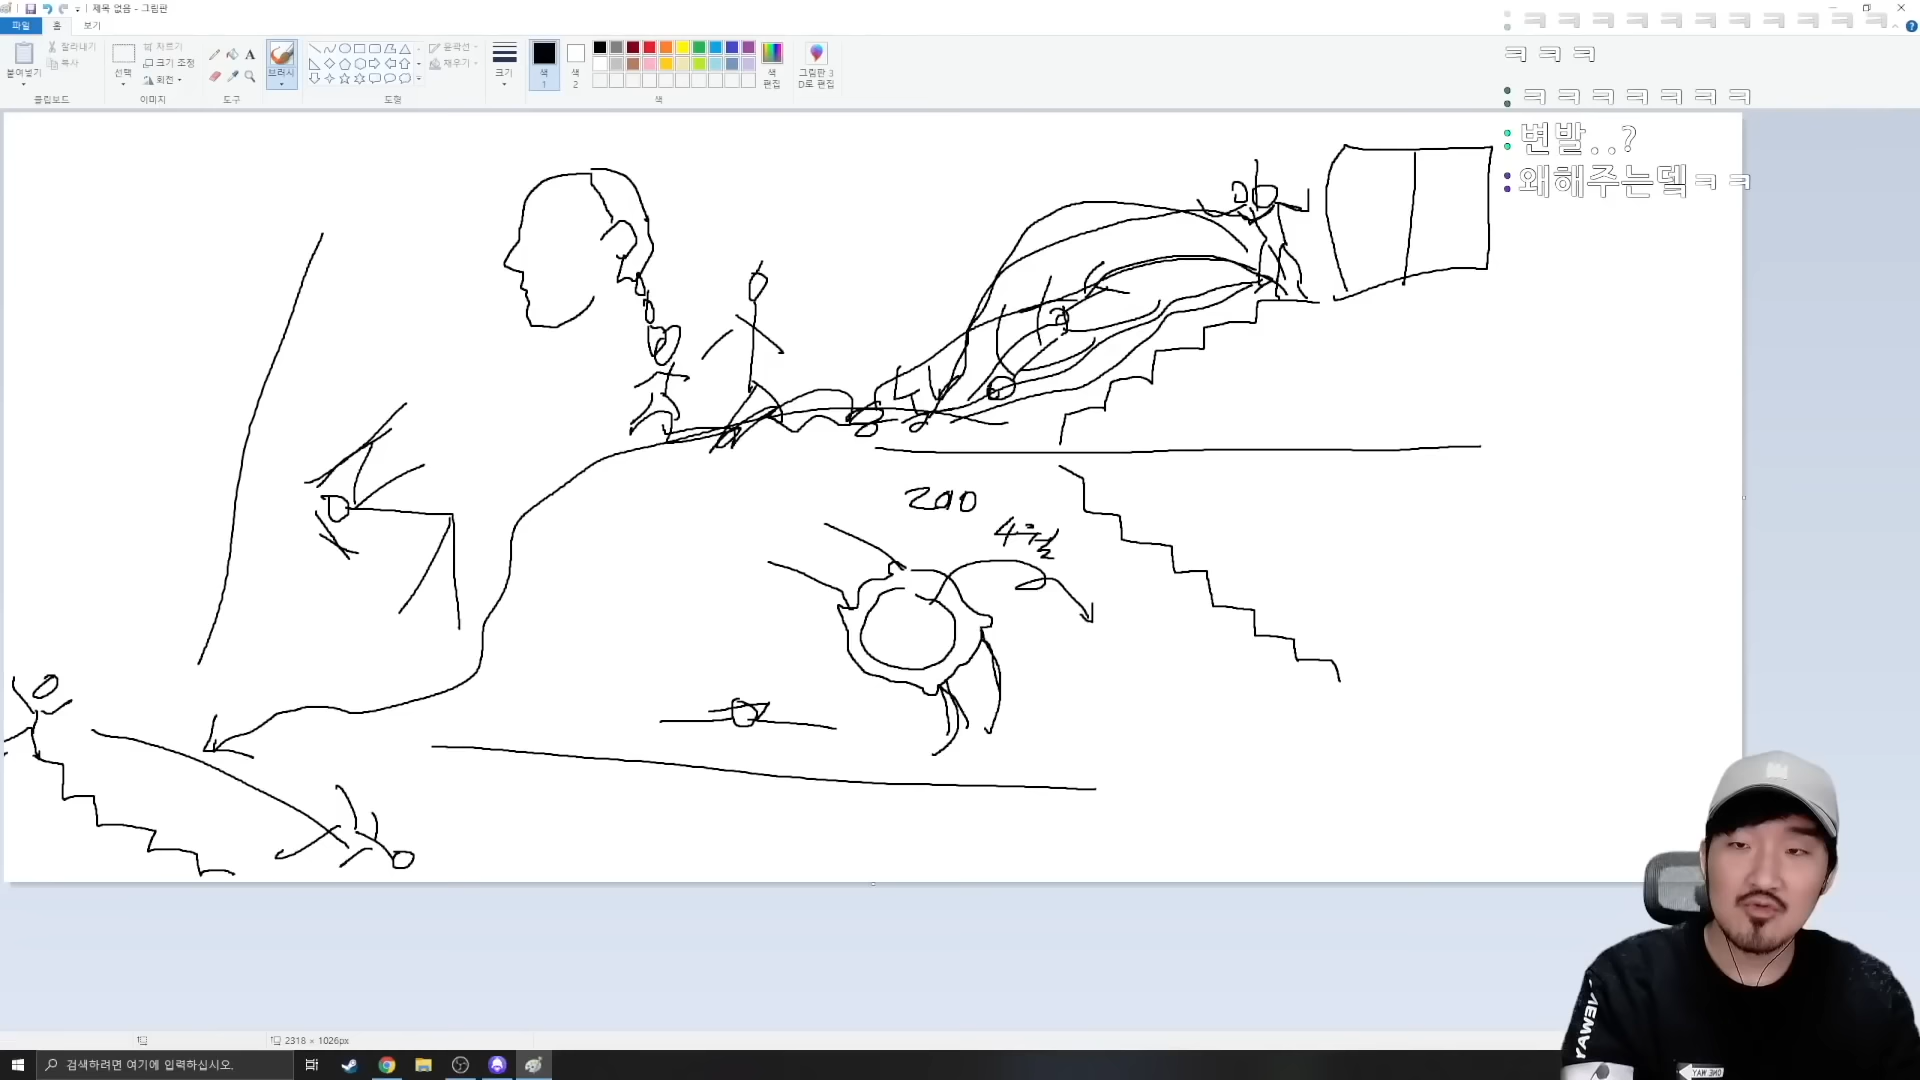 제목 없음 - 그림판
파일
홈
보기
붙여넣기
잘라내기
복사
클립보드
선택
자르기
크기 조정
회전
이미지
A
도구
브러시
윤곽선
채우기
도형
크기
색
1
색
2
색
편집
색
그림판 3
D로 편집
ㅋㅋㅋㅋㅋㅋㅋㅋㅋㅋㅋ
ㅋㅋㅋ
ㅋㅋㅋㅋㅋㅋㅋ
변발..?
왜해주는뎈ㅋㅋ
200
2318 × 1026px
검색하려면 여기에 입력하십시오.
ONE WAY